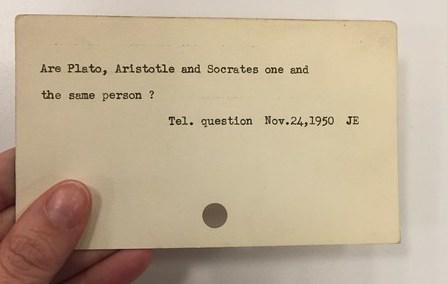 Are Plato, Aristotle and Socrates one and
the same person ?
Tel. question Nov.24,1950 JE